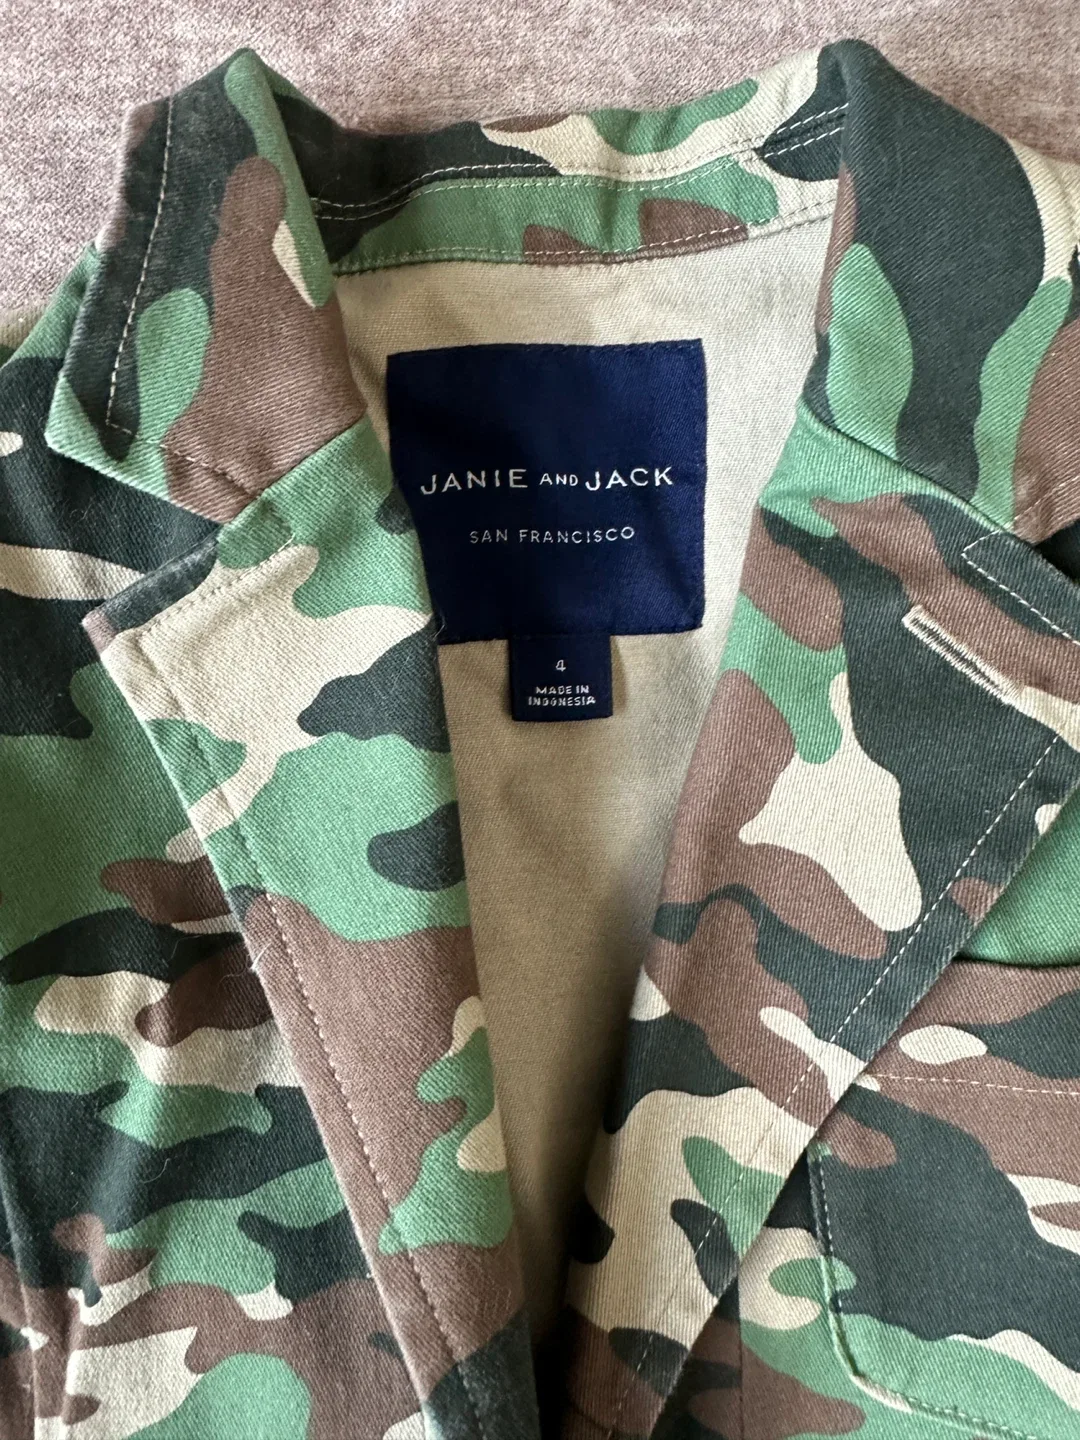 JANIE AND JACK
SAN FRANCISCO
4
MADE IN
INDONESIA